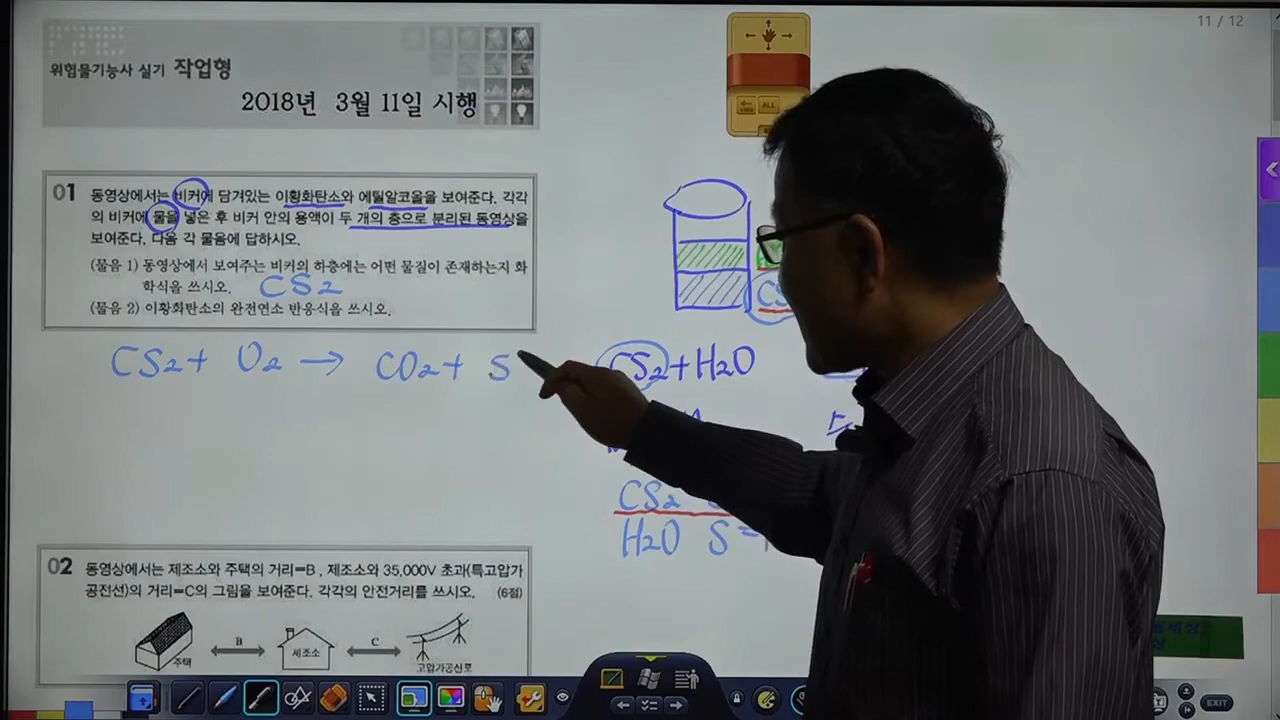 11 / 12
위험물기능사 실기 작업형
2018년 3월 11일 시행
ALL
01 동영상에서는 비커에 담겨있는 이황화탄소와 에틸알코올을 보여준다. 각각
의 비커에 물을 넣은 후 비커 안의 용액이 두 개의 층으로 분리된 동영상을
보여준다. 다음 각 물음에 답하시오.
(물음 1) 동영상에서 보여주는 비커의 하층에는 어떤 물질이 존재하는지 화
학식을 쓰시오. CS2
(물음 2) 이황화탄소의 완전연소 반응식을 쓰시오.
CS2+ O2 → CO2+ S
CS2+H2O
CS2
H2O S=
02 동영상에서는 제조소와 주택의 거리=B, 제조소와 35,000V 초과(특고압가
공전선)의 거리=C의 그림을 보여준다. 각각의 안전거리를 쓰시오. (6점)
B
C
주택
제조소
고압가공선로
EXIT